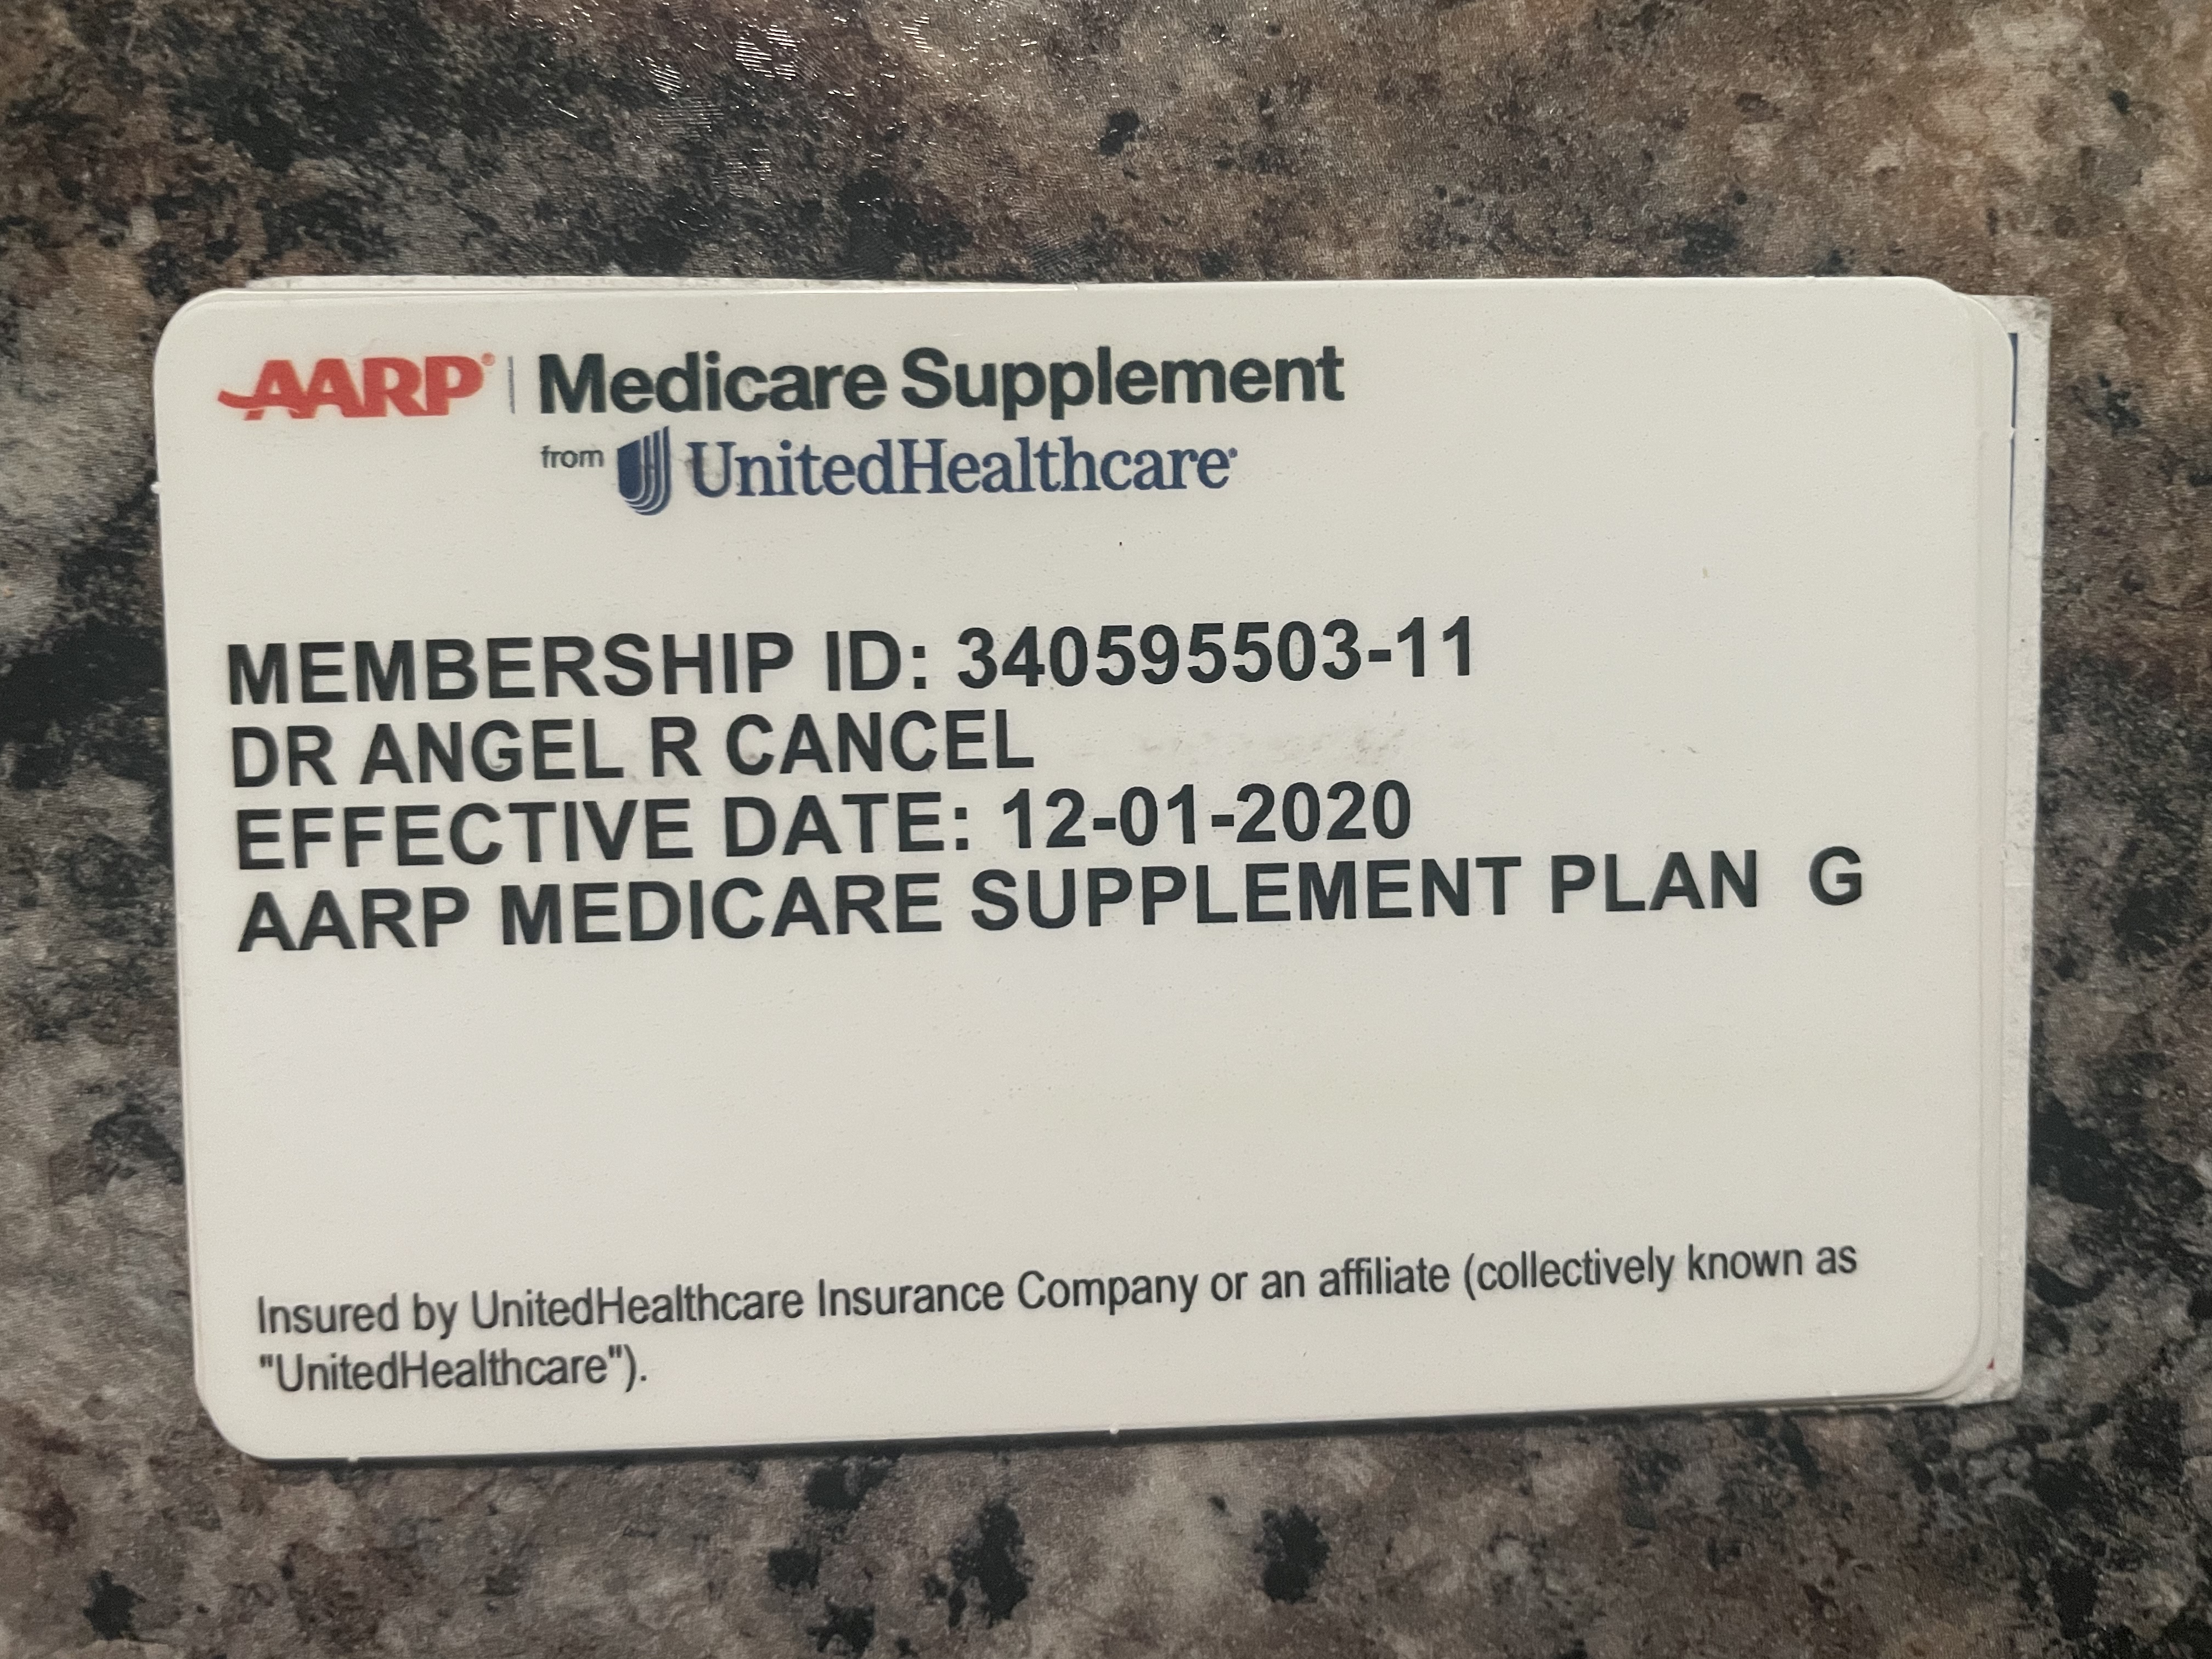 AARP® | Medicare Supplement
from UnitedHealthcare®
MEMBERSHIP ID: 340595503-11
DR ANGEL R CANCEL
EFFECTIVE DATE: 12-01-2020
AARP MEDICARE SUPPLEMENT PLAN G
Insured by UnitedHealthcare Insurance Company or an affiliate (collectively known as
"UnitedHealthcare").